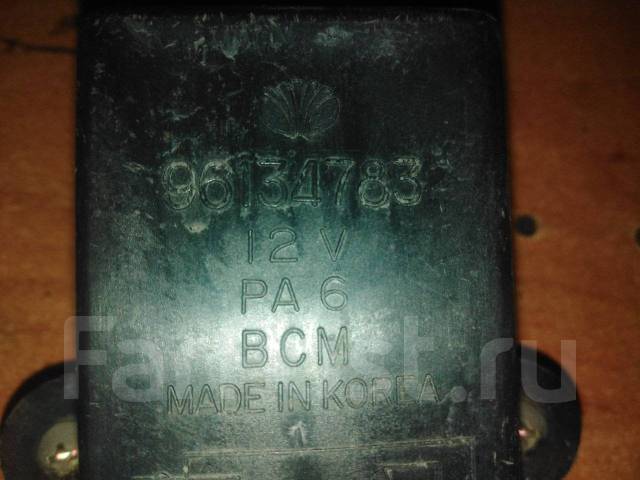 96134783
12 V
PA 6
BCM
MADE IN KOREA
FarPost.ru